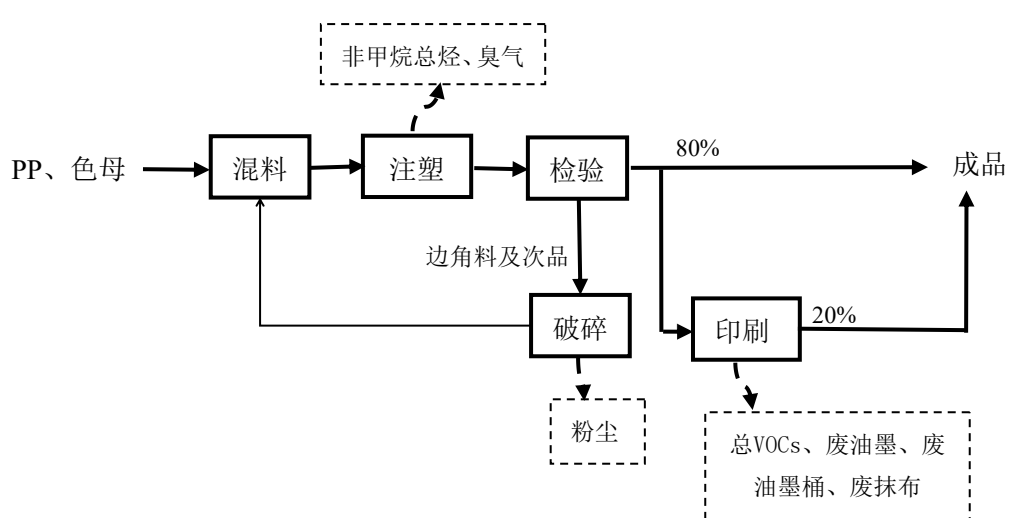 非甲烷总烃、臭气
PP、色母
混料
注塑
检验
80%
成品
边角料及次品
破碎
印刷
20%
粉尘
总VOCs、废油墨、废
油墨桶、废抹布